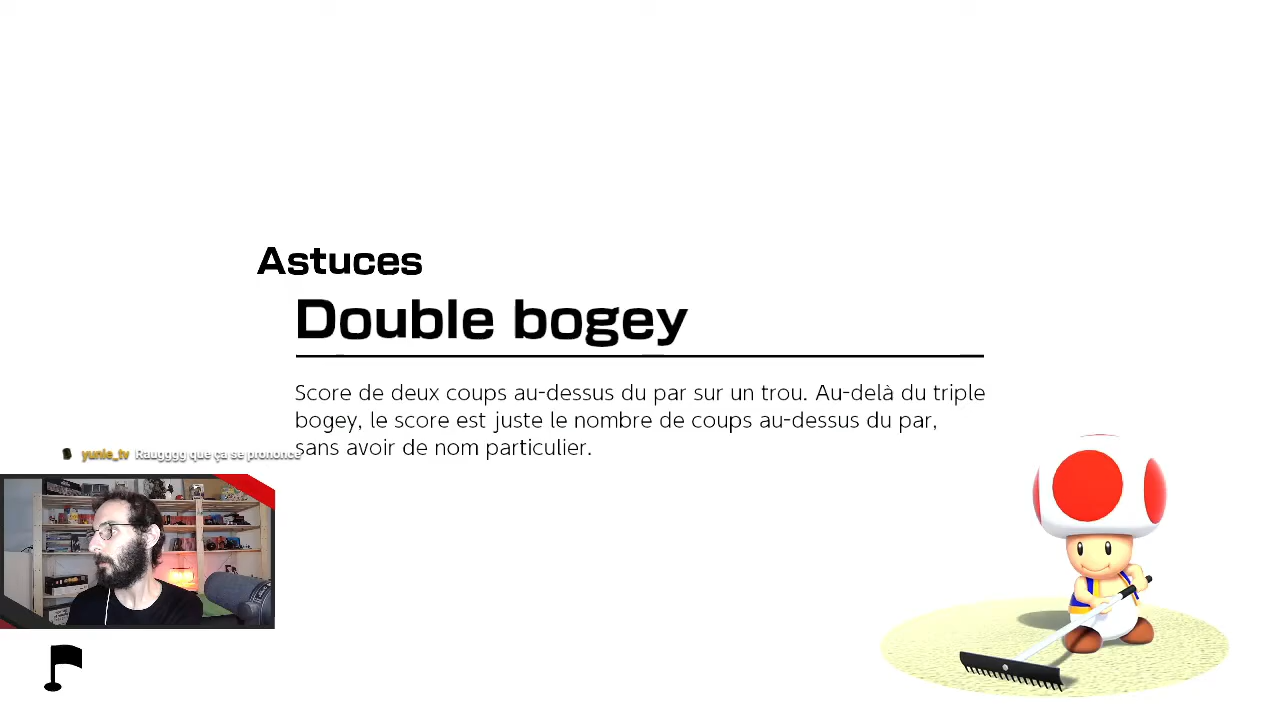 Astuces
Double bogey
Score de deux coups au-dessus du par sur un trou. Au-delà du triple
bogey, le score est juste le nombre de coups au-dessus du par,
sans avoir de nom particulier.
yunie_tv Raugggg que ça se prononce